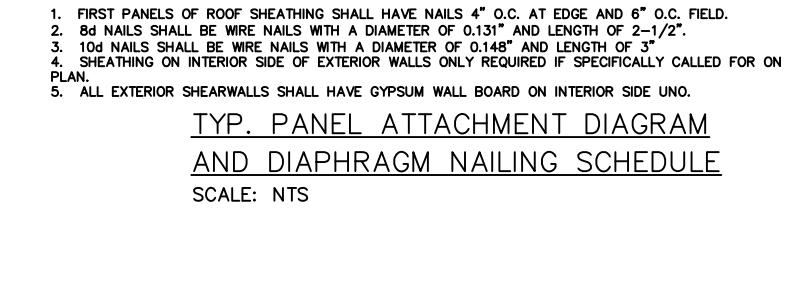 1. FIRST PANELS OF ROOF SHEATHING SHALL HAVE NAILS 4" O.C. AT EDGE AND 6" O.C. FIELD.
2. 8d NAILS SHALL BE WIRE NAILS WITH A DIAMETER OF 0.131" AND LENGTH OF 2-1/2".
3. 10d NAILS SHALL BE WIRE NAILS WITH A DIAMETER OF 0.148" AND LENGTH OF 3"
4. SHEATHING ON INTERIOR SIDE OF EXTERIOR WALLS ONLY REQUIRED IF SPECIFICALLY CALLED FOR ON
PLAN.
5. ALL EXTERIOR SHEARWALLS SHALL HAVE GYPSUM WALL BOARD ON INTERIOR SIDE UNO.
TYP. PANEL ATTACHMENT DIAGRAM
AND DIAPHRAGM NAILING SCHEDULE
SCALE: NTS